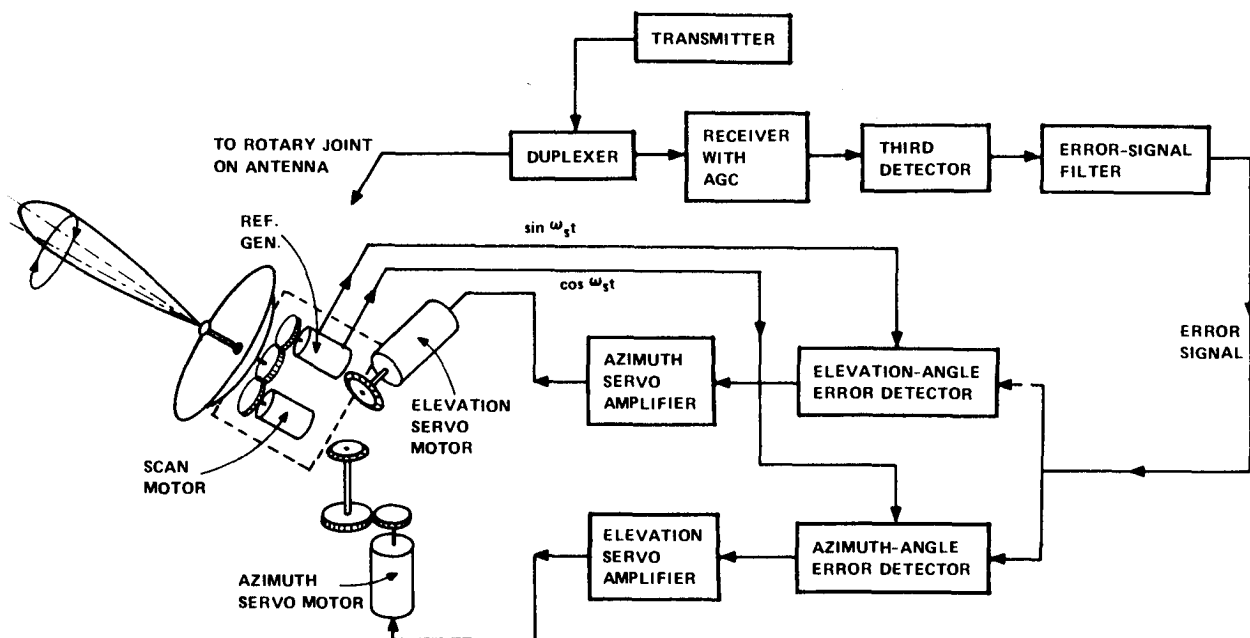 TRANSMITTER
TO ROTARY JOINT
ON ANTENNA
DUPLEXER
RECEIVER
WITH
AGC
THIRD
DETECTOR
ERROR-SIGNAL
FILTER
REF.
GEN.
sin ωst
cos ωst
ERROR
SIGNAL
AZIMUTH
SERVO
AMPLIFIER
ELEVATION-ANGLE
ERROR DETECTOR
ELEVATION
SERVO
MOTOR
SCAN
MOTOR
ELEVATION
SERVO
AMPLIFIER
AZIMUTH-ANGLE
ERROR DETECTOR
AZIMUTH
SERVO MOTOR